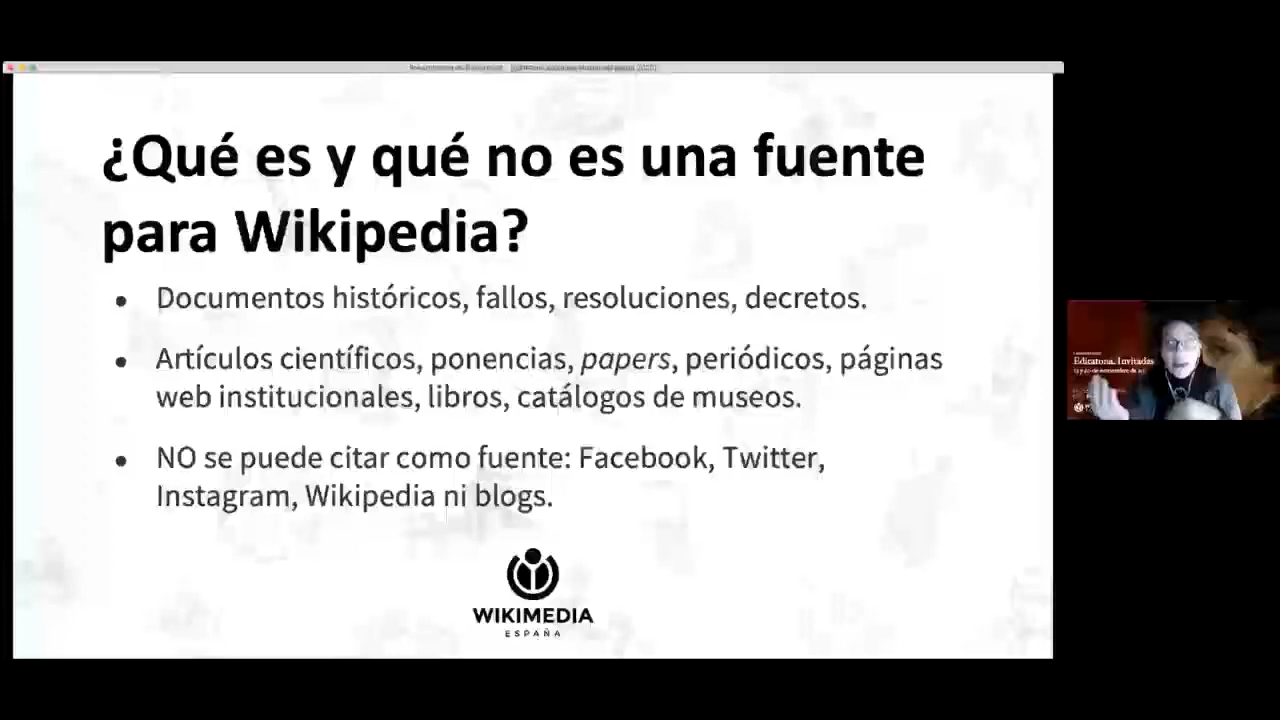 ¿Qué es y qué no es una fuente
para Wikipedia?
● Documentos históricos, fallos, resoluciones, decretos.
● Artículos científicos, ponencias, papers, periódicos, páginas
web institucionales, libros, catálogos de museos.
● NO se puede citar como fuente: Facebook, Twitter,
Instagram, Wikipedia ni blogs.
WIKIMEDIA
ESPAÑA
Editatona. Invitadas